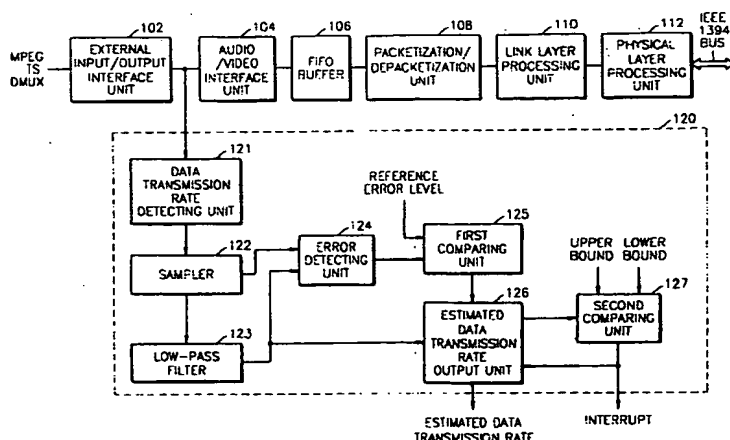 102
104
106
108
110
112
IEEE
1394
BUS
MPEG
TS
DMUX
EXTERNAL
INPUT/OUTPUT
INTERFACE
UNIT
AUDIO
/VIDEO
INTERFACE
UNIT
FIFO
BUFFER
PACKETIZATION/
DEPACKETIZATION
UNIT
LINK LAYER
PROCESSING
UNIT
PHYSICAL
LAYER
PROCESSING
UNIT
120
121
DATA
TRANSMISSION
RATE
DETECTING UNIT
REFERENCE
ERROR LEVEL
122
SAMPLER
124
ERROR
DETECTING
UNIT
125
FIRST
COMPARING
UNIT
UPPER
BOUND
LOWER
BOUND
123
LOW-PASS
FILTER
126
ESTIMATED
DATA
TRANSMISSION
RATE
OUTPUT UNIT
127
SECOND
COMPARING
UNIT
ESTIMATED DATA
TRANSMISSION RATE
INTERRUPT